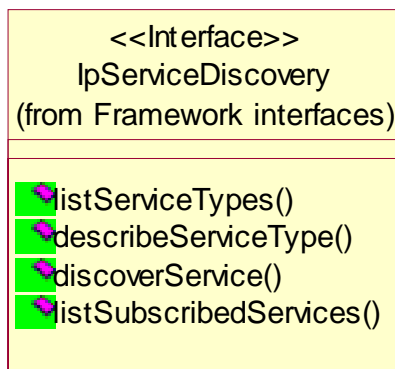 <<Interface>>
IpServiceDiscovery
(from Framework interfaces)
listServiceTypes()
describeServiceType()
discoverService()
listSubscribedServices()